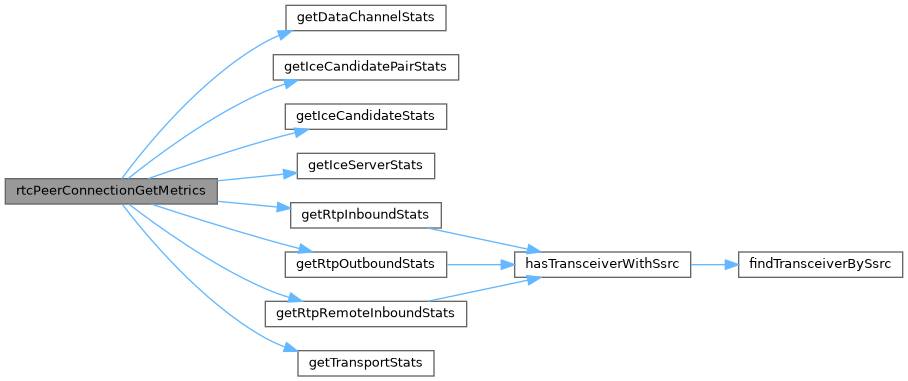 getDataChannelStats
getIceCandidatePairStats
getIceCandidateStats
getIceServerStats
rtcPeerConnectionGetMetrics
getRtpInboundStats
getRtpOutboundStats
hasTransceiverWithSsrc
findTransceiverBySsrc
getRtpRemoteInboundStats
getTransportStats